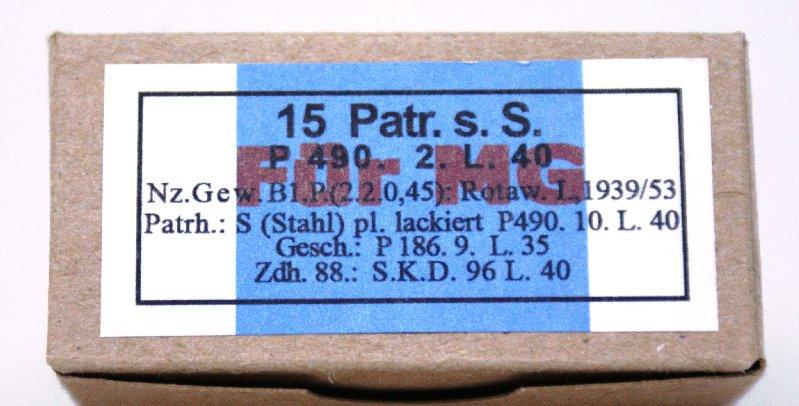 15 Patr. s. S.
P 490. 2. L. 40
Für MG
Nz.Gew. Bl.P.(2.2.0,45): Rotaw. L,1939/53
Patrh.: S (Stahl) pl. lackiert P490. 10. L. 40
Gesch.: P 186. 9. L. 35
Zdh. 88.: S.K.D. 96 L. 40